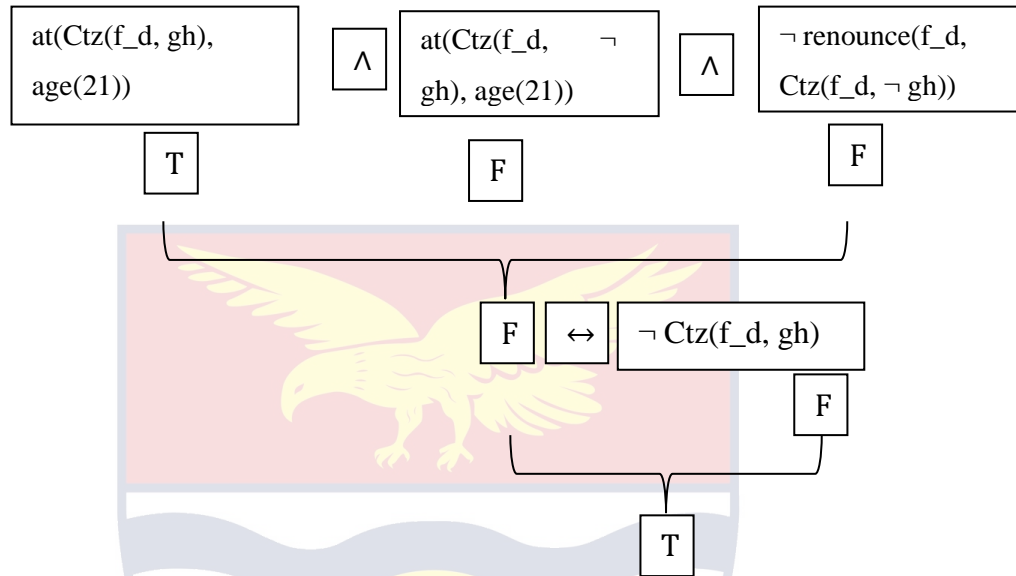 at(Ctz(f_d, gh),
age(21))
∧
at(Ctz(f_d, ¬
gh), age(21))
∧
¬ renounce(f_d,
Ctz(f_d, ¬ gh))
T
F
F
F
↔
¬ Ctz(f_d, gh)
F
T